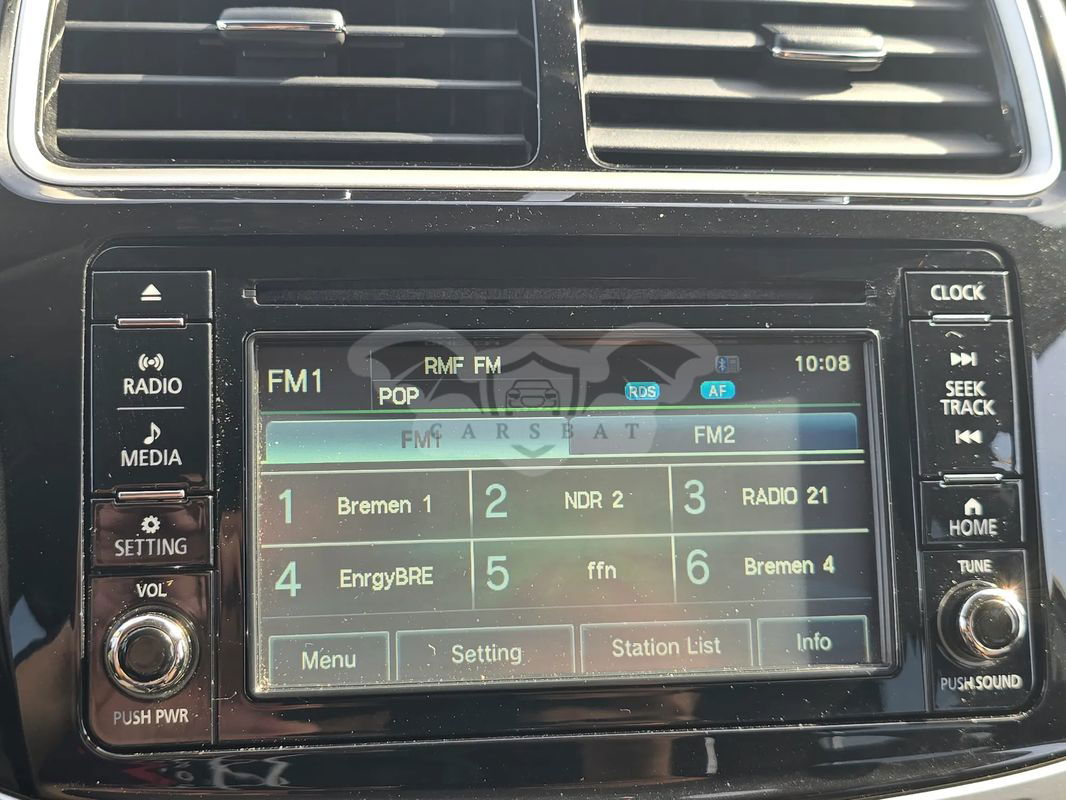 CLOCK
RADIO
MEDIA
SETTING
VOL
PUSH PWR
FM1
RMF FM
10:08
POP
RDS
AF
FM1
FM2
CARSBAT
1 Bremen 1
2 NDR 2
3 RADIO 21
4 EnrgyBRE
5 ffn
6 Bremen 4
Menu
Setting
Station List
Info
SEEK
TRACK
HOME
TUNE
PUSH SOUND